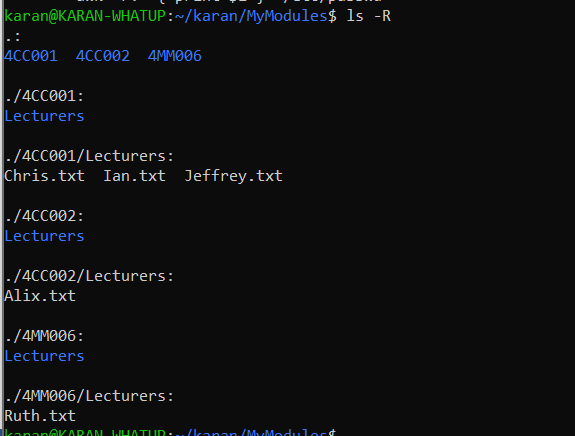 karan@KARAN-WHATUP:~/karan/MyModules$ ls -R
.:
4CC001  4CC002  4MM006

./4CC001:
Lecturers

./4CC001/Lecturers:
Chris.txt  Ian.txt  Jeffrey.txt

./4CC002:
Lecturers

./4CC002/Lecturers:
Alix.txt

./4MM006:
Lecturers

./4MM006/Lecturers:
Ruth.txt
karan@KARAN-WHATUP:~/karan/MyModules$